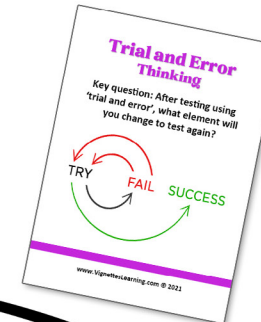 Trial and Error
Thinking
Key question: After testing using
'trial and error', what element will
you change to test again?
TRY
FAIL
SUCCESS
www.VignettesLearning.com © 2021